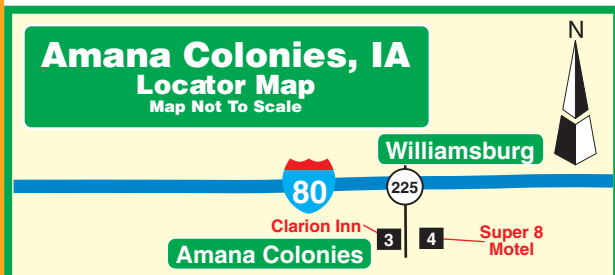 Amana Colonies, IA
Locator Map
Map Not To Scale
N
Williamsburg
80
225
Clarion Inn
3
4
Super 8
Motel
Amana Colonies